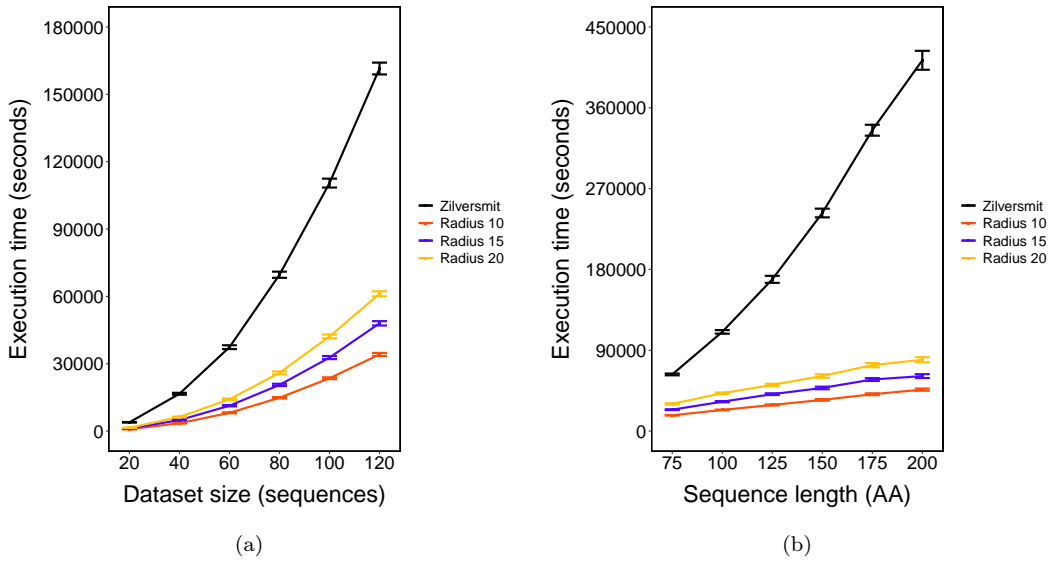 180000
150000
120000
90000
60000
30000
0
20 40 60 80 100 120
Execution time (seconds)
Dataset size (sequences)
Zilversmit
Radius 10
Radius 15
Radius 20
(a)
450000
360000
270000
180000
90000
0
75 100 125 150 175 200
Execution time (seconds)
Sequence length (AA)
Zilversmit
Radius 10
Radius 15
Radius 20
(b)